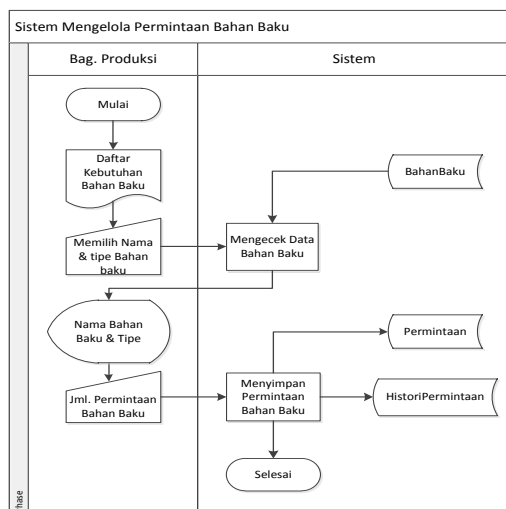 Sistem Mengelola Permintaan Bahan Baku
Bag. Produksi
Sistem
Mulai
Daftar
Kebutuhan
Bahan Baku
BahanBaku
Memilih Nama
& tipe Bahan
baku
Mengecek Data
Bahan Baku
Nama Bahan
Baku & Tipe
Permintaan
Jml. Permintaan
Bahan Baku
Menyimpan
Permintaan
Bahan Baku
HistoriPermintaan
Selesai